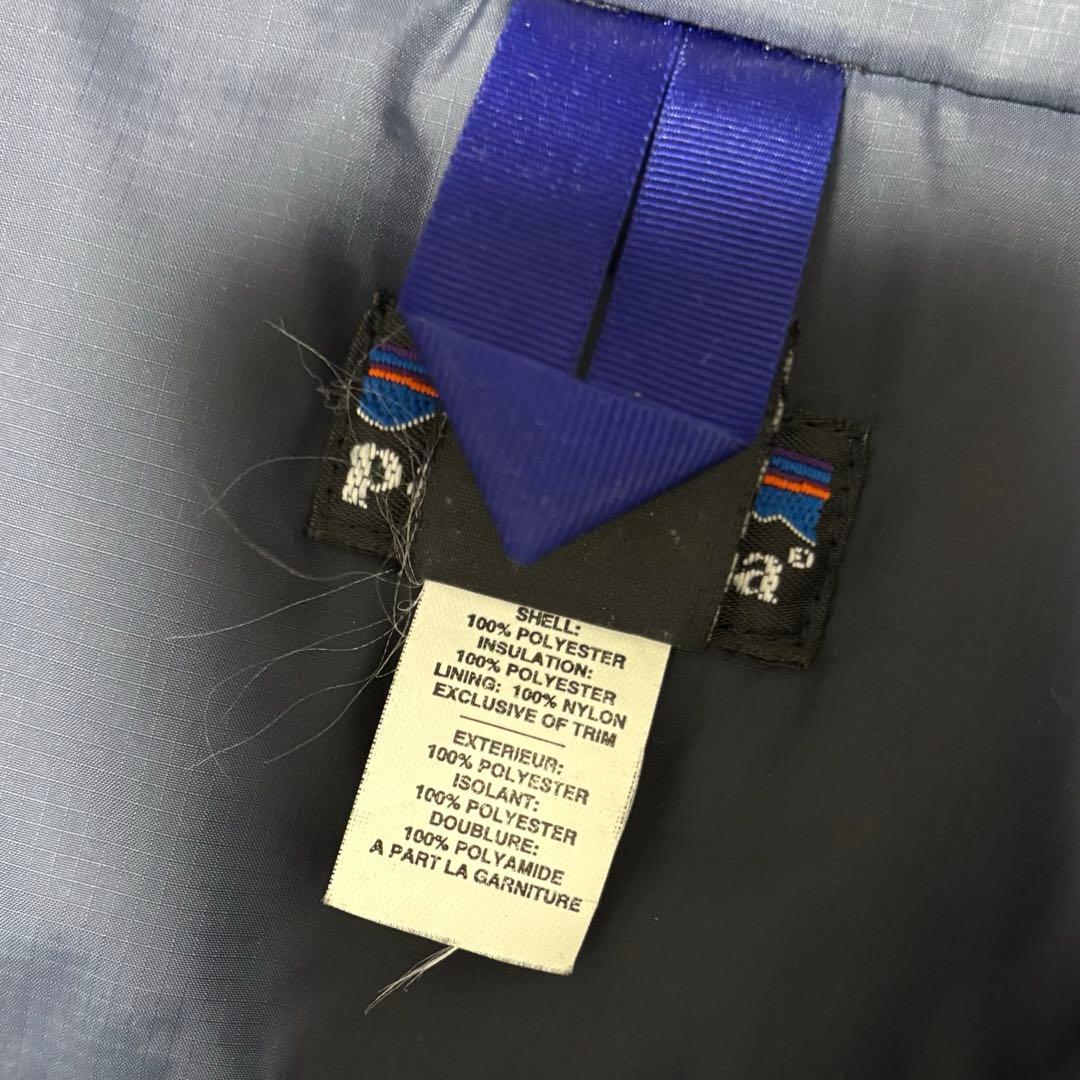 p
a®
SHELL:
100% POLYESTER
INSULATION:
100% POLYESTER
LINING: 100% NYLON
EXCLUSIVE OF TRIM
EXTERIEUR:
100% POLYESTER
ISOLANT:
100% POLYESTER
DOUBLURE:
100% POLYAMIDE
A PART LA GARNITURE